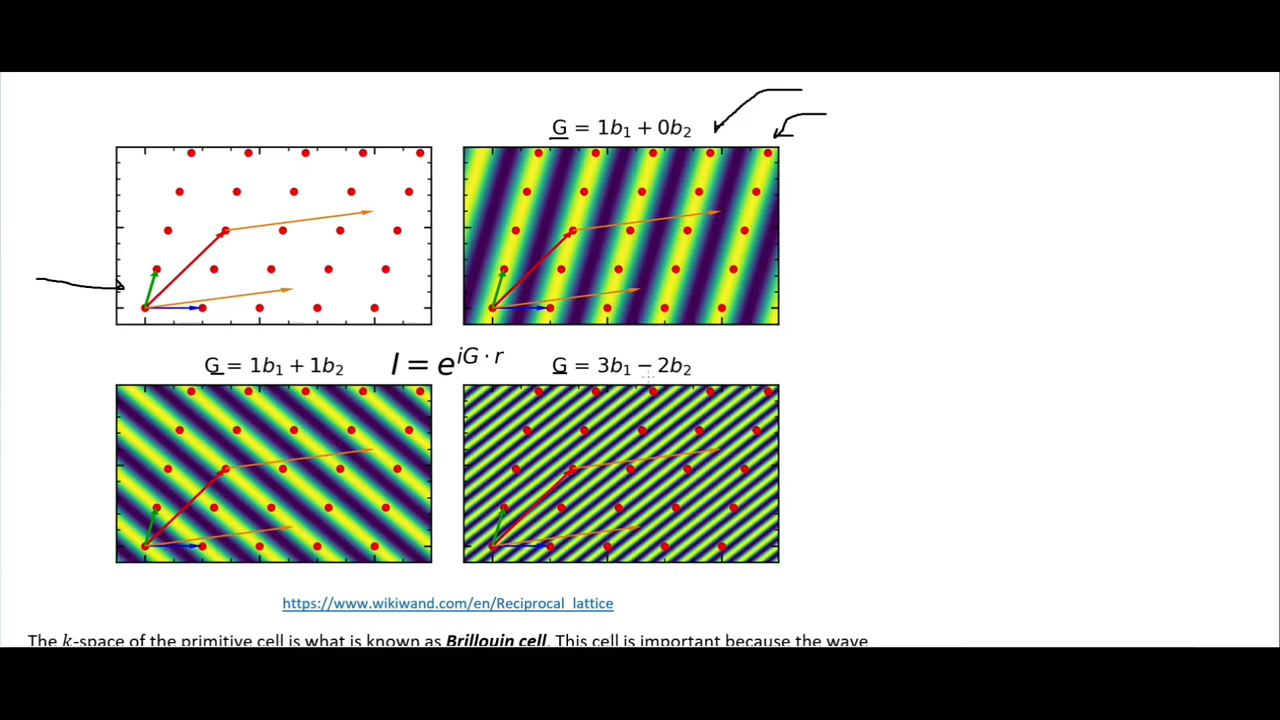 G = 1b₁ + 0b₂
G = 1b₁ + 1b₂
I = e^{iG · r}
G = 3b₁ − 2b₂
https://www.wikiwand.com/en/Reciprocal_lattice
The k-space of the primitive cell is what is known as Brillouin cell. This cell is important because the wave